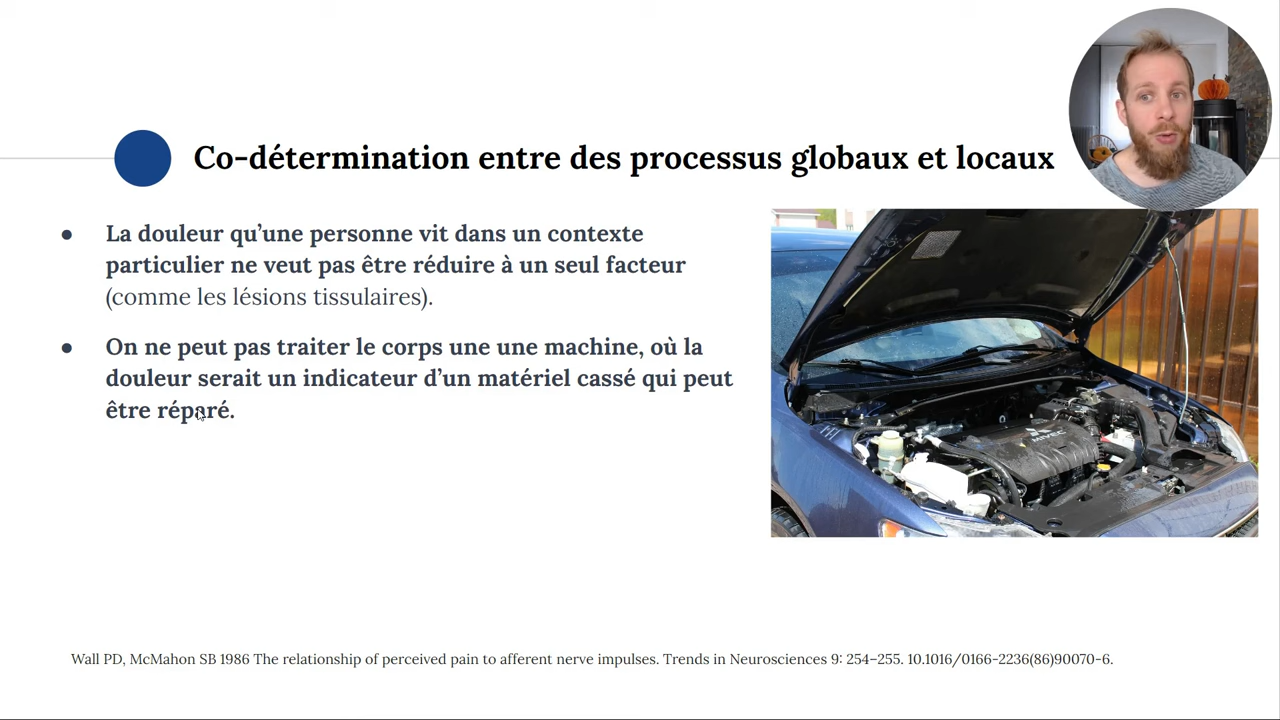 Co-détermination entre des processus globaux et locaux
● La douleur qu’une personne vit dans un contexte
particulier ne veut pas être réduire à un seul facteur
(comme les lésions tissulaires).
● On ne peut pas traiter le corps une une machine, où la
douleur serait un indicateur d’un matériel cassé qui peut
être réparé.
MIVEC
Wall PD, McMahon SB 1986 The relationship of perceived pain to afferent nerve impulses. Trends in Neurosciences 9: 254–255. 10.1016/0166-2236(86)90070-6.